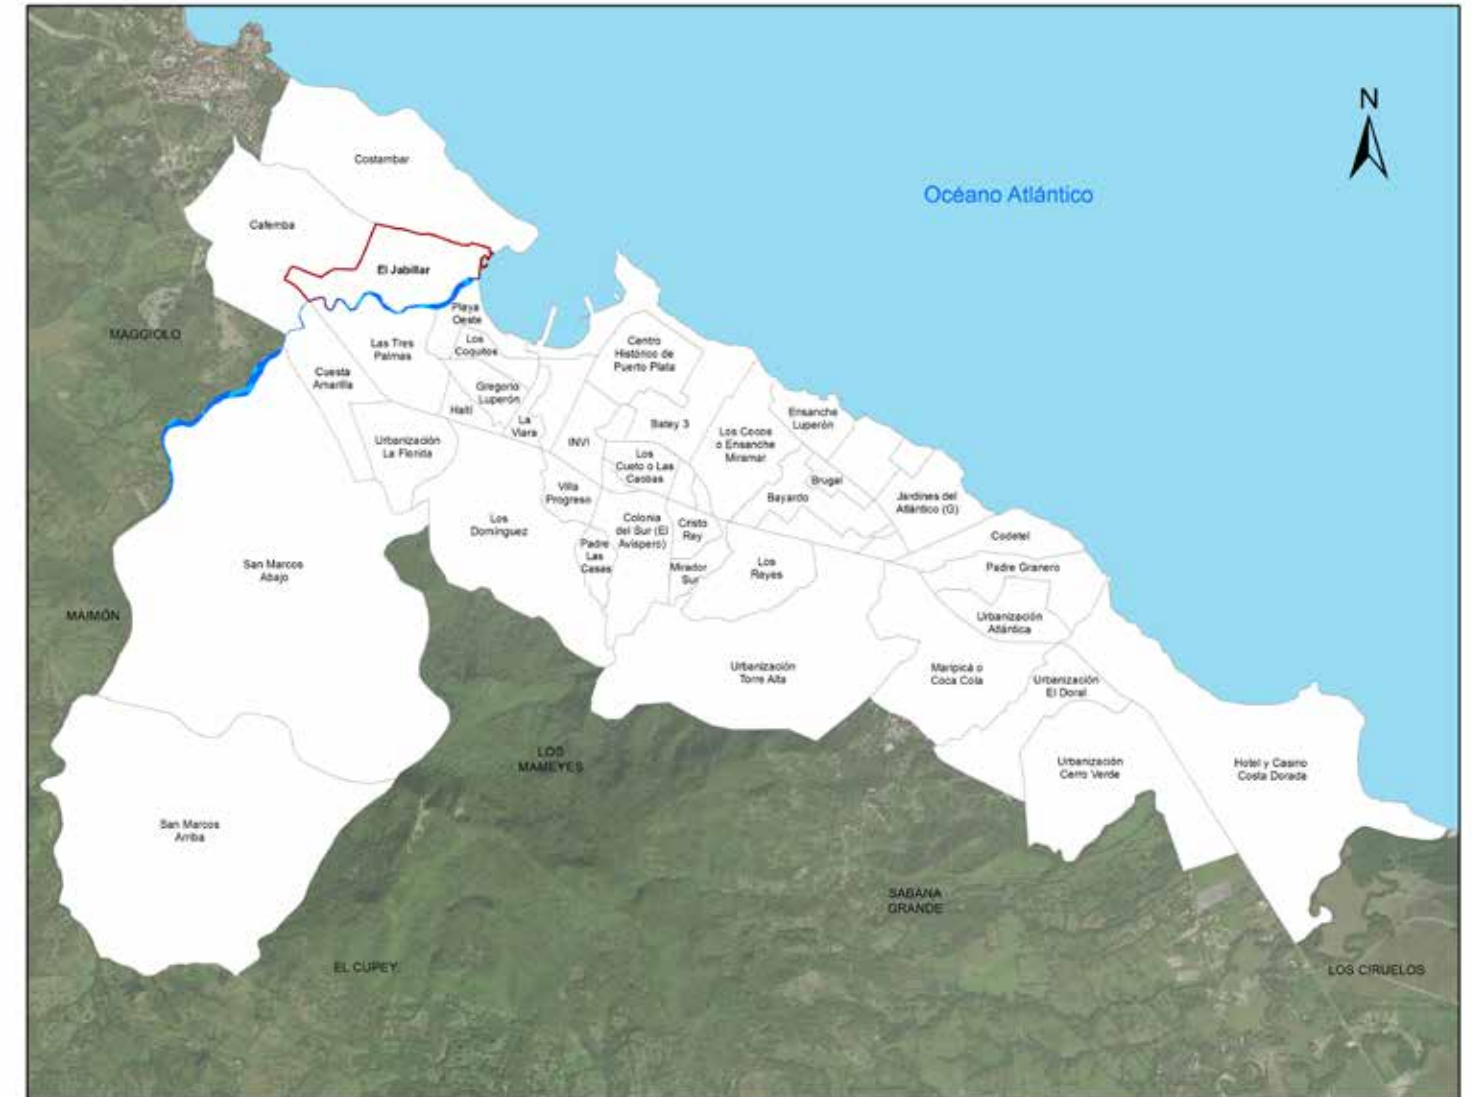 N
Costambar
Océano Atlántico
Cafemba
El Jabillar
Playa
Oeste
MAGGIOLO
Las Tres
Palmas
Los
Coquitos
Centro
Histórico de
Puerto Plata
Cuesta
Amarilla
Gregorio
Luperón
Haití
La
Viara
Ensanche
Luperón
Batey 3
Los Cocos
o Ensanche
Miramar
Urbanización
La Florida
INVI
Los
Cueto o Las
Caobas
Villa
Progreso
Brugal
Bayardo
Jardines del
Atlántico (G)
Los
Domínguez
Colonia
del Sur (El
Avispero)
Cristo
Rey
Codetel
Padre
Las
Casas
San Marcos
Abajo
Mirador
Sur
Los
Reyes
Padre Granero
MAIMÓN
Urbanización
Atlántica
Urbanización
Torre Alta
Maripicá o
Coca Cola
Urbanización
El Doral
LOS
MAMEYES
Urbanización
Cerro Verde
Hotel y Casino
Costa Dorada
San Marcos
Arriba
SABANA
GRANDE
EL CUPEY
LOS CIRUELOS